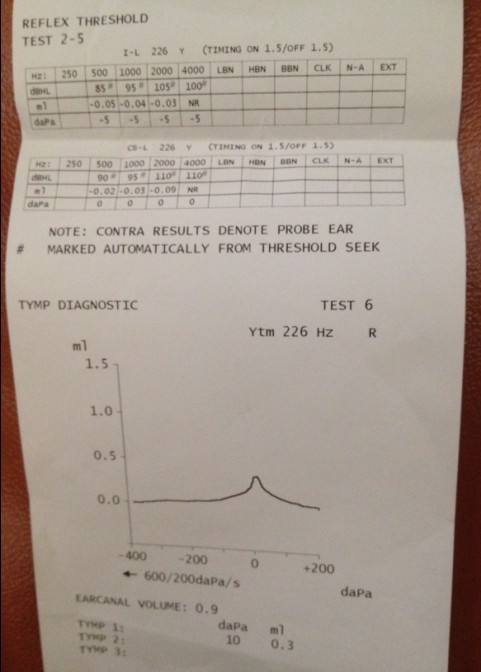 REFLEX THRESHOLD
TEST 2-5
I-L 226 Y (TIMING ON 1.5/OFF 1.5)
Hz: 250 500 1000 2000 4000 LBN HBN BBN CLK N-A EXT
dBHL 85# 95# 105# 100#
ml -0.05 -0.04 -0.03 NR
daPa -5 -5 -5 -5
CS-L 226 Y (TIMING ON 1.5/OFF 1.5)
Hz: 250 500 1000 2000 4000 LBN HBN BBN CLK N-A EXT
dBHL 90# 95# 110# 110#
ml -0.02 -0.03 -0.09 NR
daPa 0 0 0 0
NOTE: CONTRA RESULTS DENOTE PROBE EAR
# MARKED AUTOMATICALLY FROM THRESHOLD SEEK
TYMP DIAGNOSTIC TEST 6
Ytm 226 Hz R
ml
1.5
1.0
0.5
0.0
-400 -200 0 +200
← 600/200daPa/s daPa
EARCANAL VOLUME: 0.9
daPa ml
TYMP 1: 10 0.3
TYMP 2:
TYMP 3: